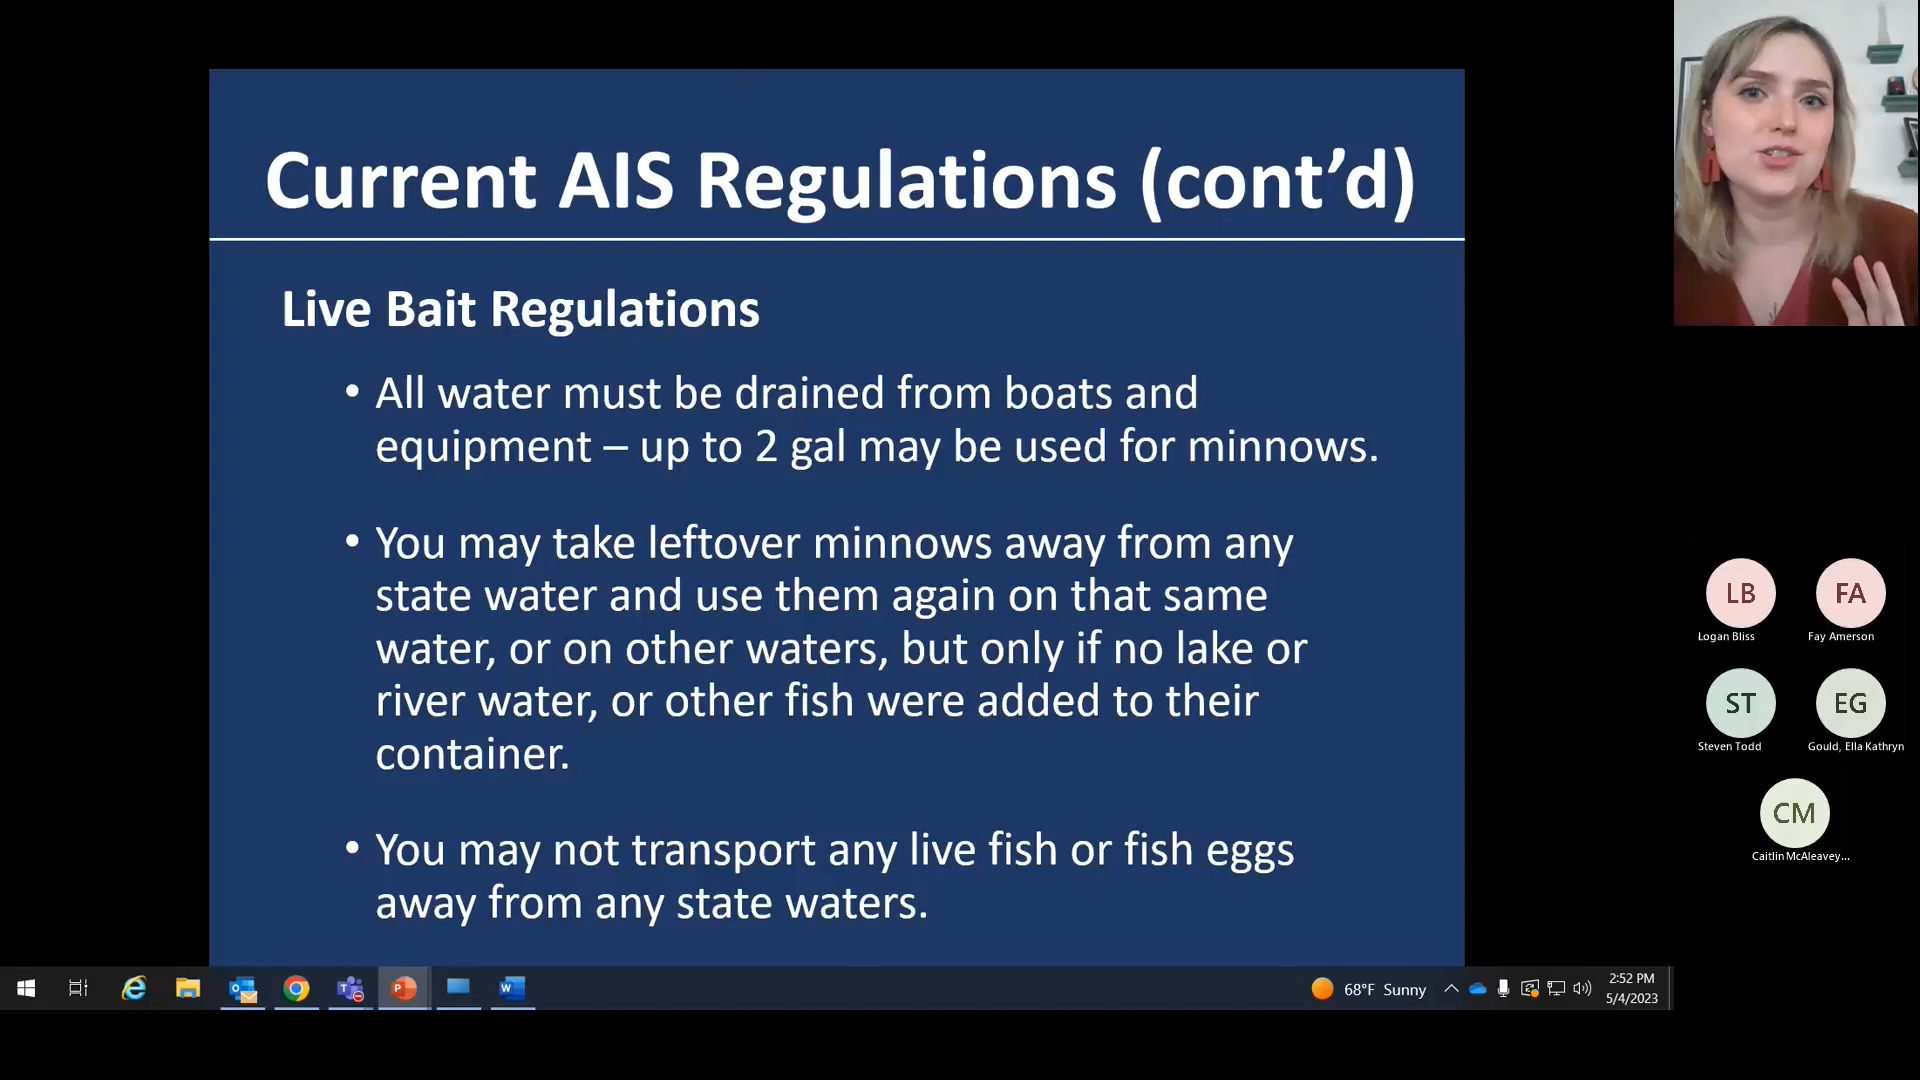 Current AIS Regulations (cont’d)
Live Bait Regulations
• All water must be drained from boats and
equipment – up to 2 gal may be used for minnows.
• You may take leftover minnows away from any
state water and use them again on that same
water, or on other waters, but only if no lake or
river water, or other fish were added to their
container.
• You may not transport any live fish or fish eggs
away from any state waters.
LB
Logan Bliss
FA
Fay Amerson
ST
Steven Todd
EG
Gould, Ella Kathryn
CM
Caitlin McAleavey...
68°F Sunny
2:52 PM
5/4/2023